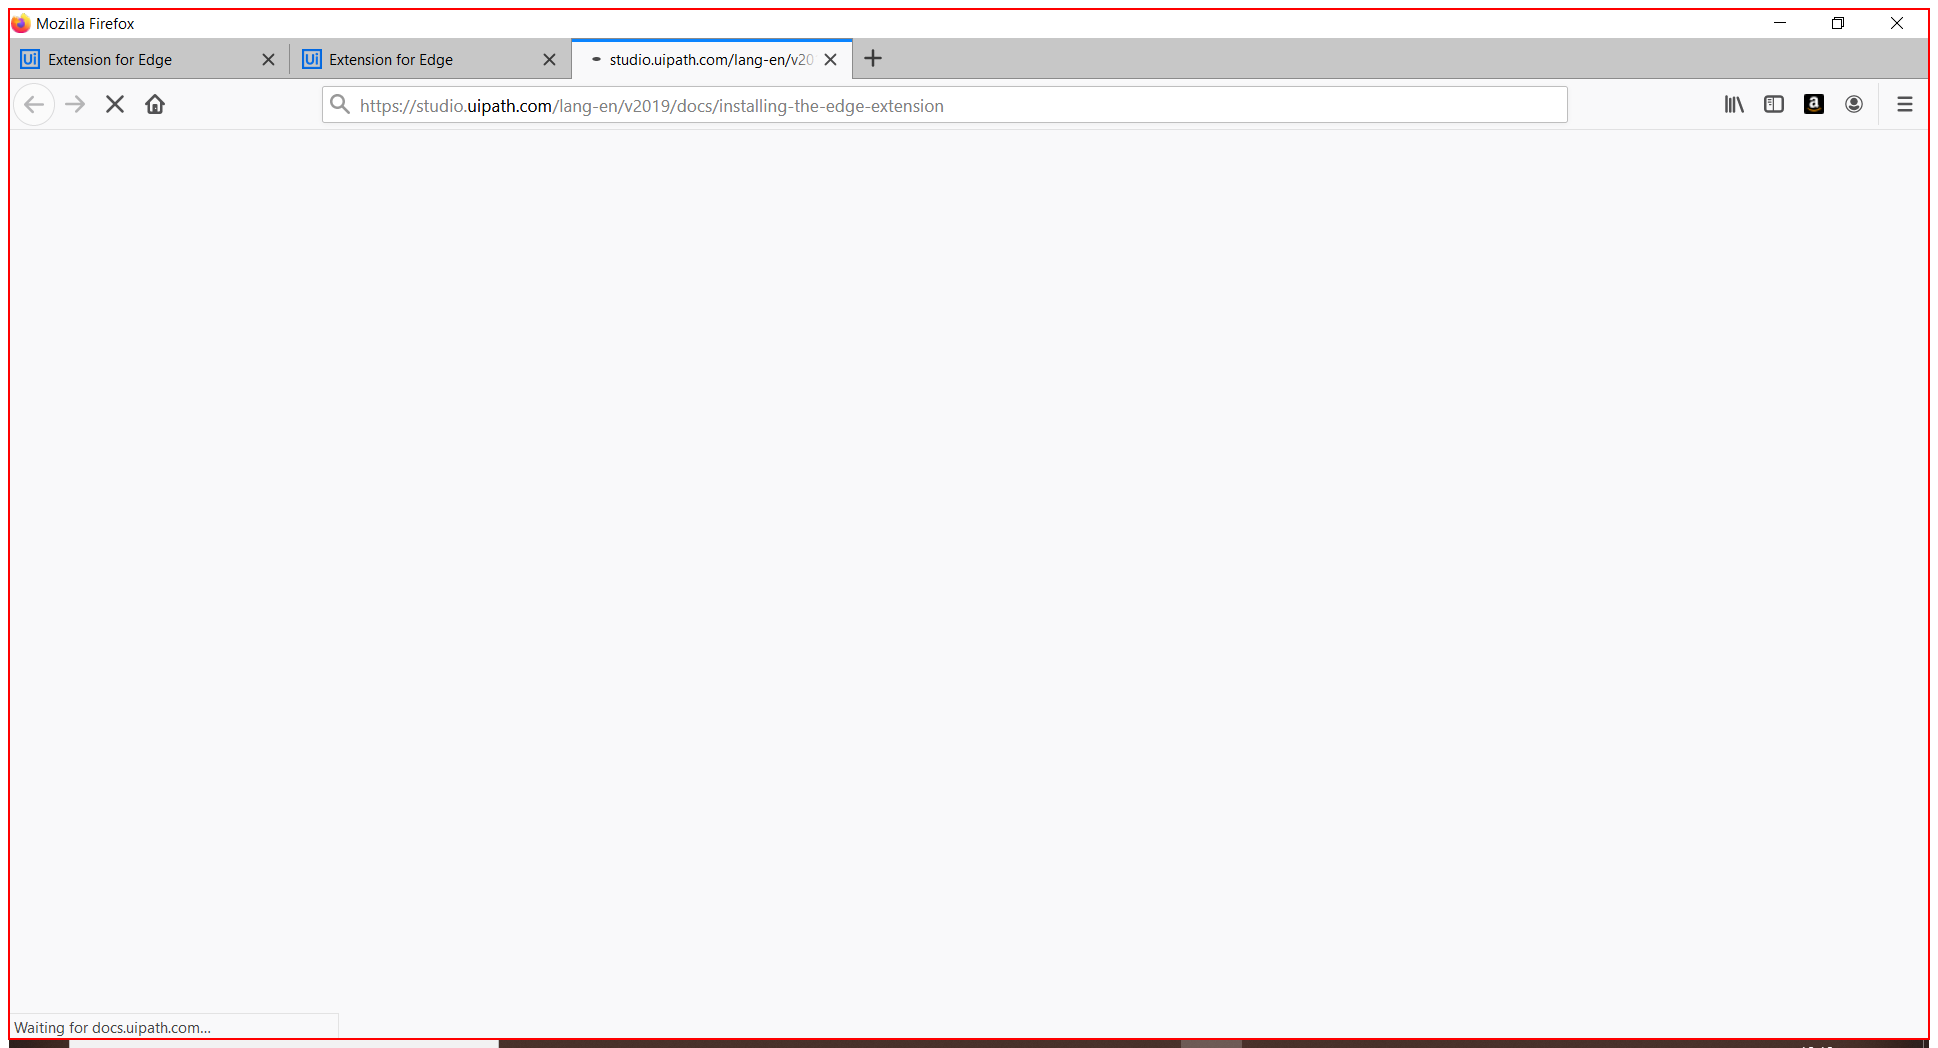 Mozilla Firefox
Ui Extension for Edge
Ui Extension for Edge
studio.uipath.com/lang-en/v20
https://studio.uipath.com/lang-en/v2019/docs/installing-the-edge-extension
a
Waiting for docs.uipath.com...